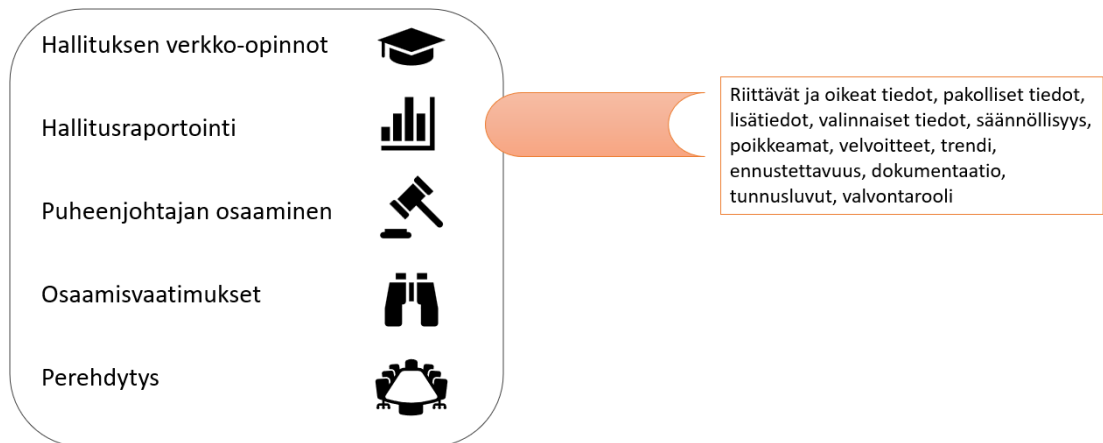 Hallituksen verkko-opinnot
Hallitusraportointi
Puheenjohtajan osaaminen
Osaamisvaatimukset
Perehdytys
Riittävät ja oikeat tiedot, pakolliset tiedot,
lisätiedot, valinnaiset tiedot, säännöllisyys,
poikkeamat, velvoitteet, trendi,
ennustettavuus, dokumentaatio,
tunnusluvut, valvontarooli